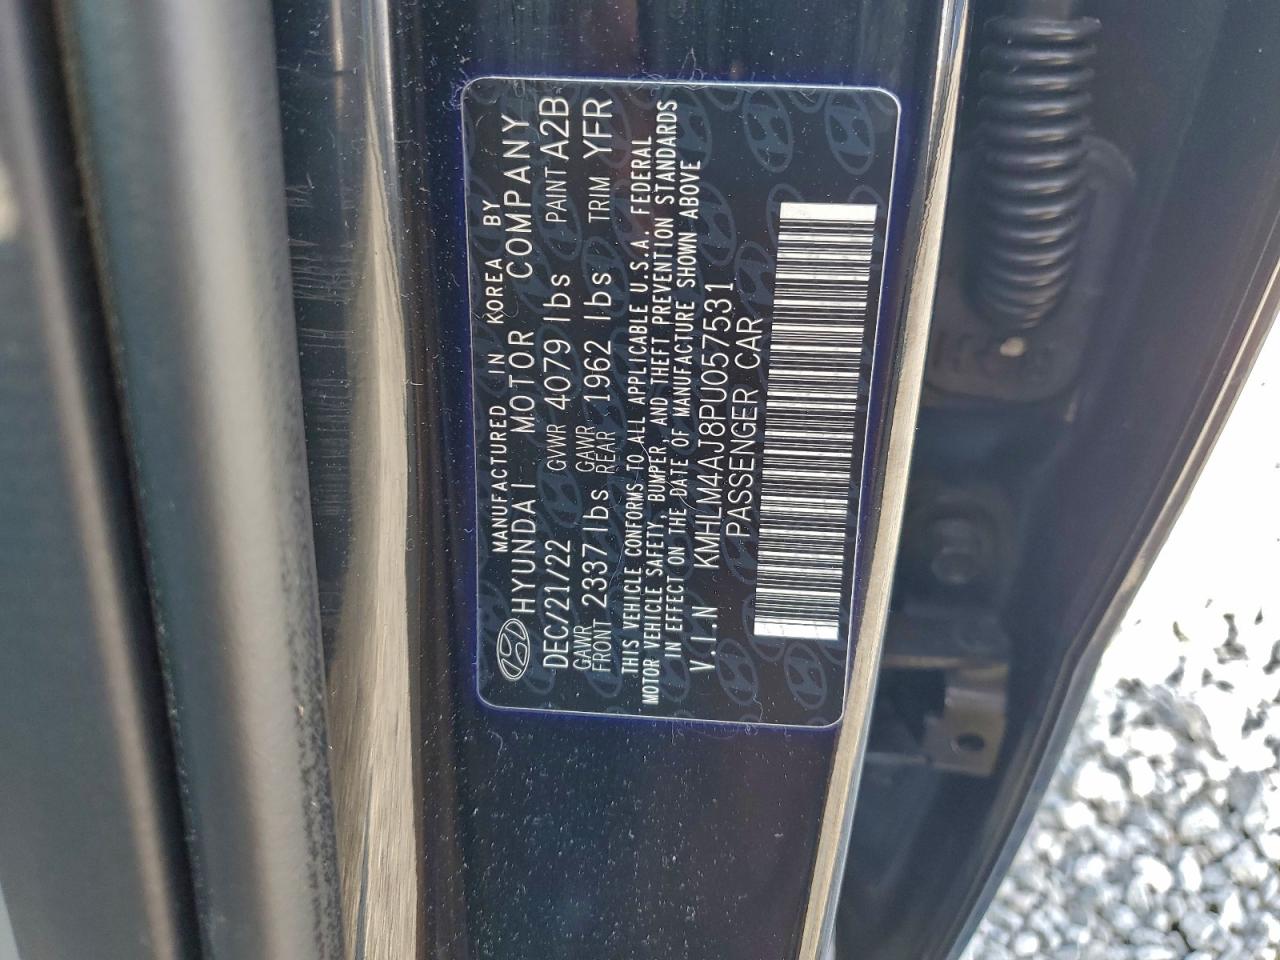 MANUFACTURED IN KOREA BY
HYUNDAI MOTOR COMPANY
DEC/21/22 GVWR 4079 lbs PAINT A2B
GAWR FRONT 2337 lbs GAWR REAR 1962 lbs TRIM YFR
THIS VEHICLE CONFORMS TO ALL APPLICABLE U.S.A. FEDERAL
MOTOR VEHICLE SAFETY, BUMPER, AND THEFT PREVENTION STANDARDS
IN EFFECT ON THE DATE OF MANUFACTURE SHOWN ABOVE
V.I.N KMHLM4AJ8PU057531
PASSENGER CAR